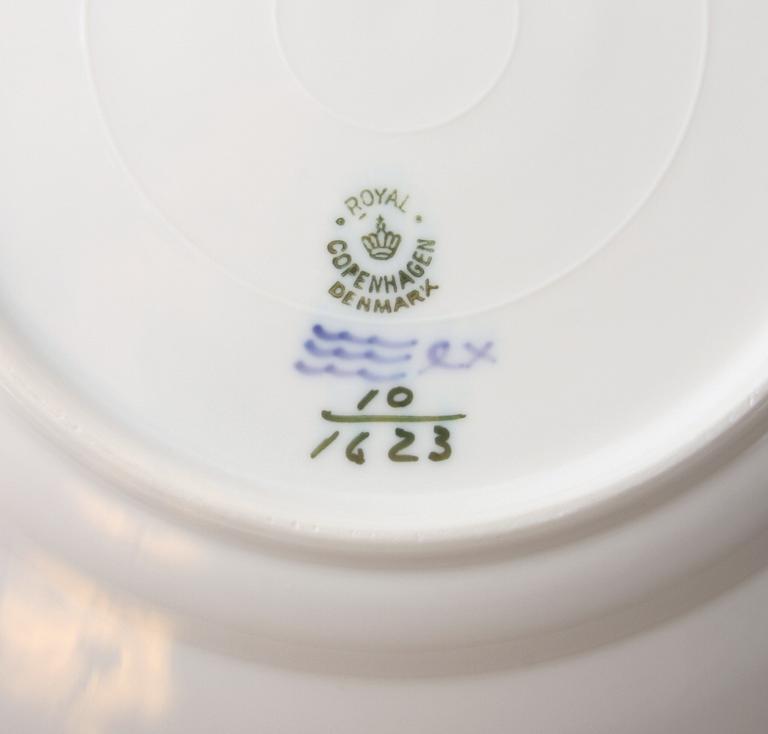 ROYAL
COPENHAGEN
DENMARK
ex
10
1623